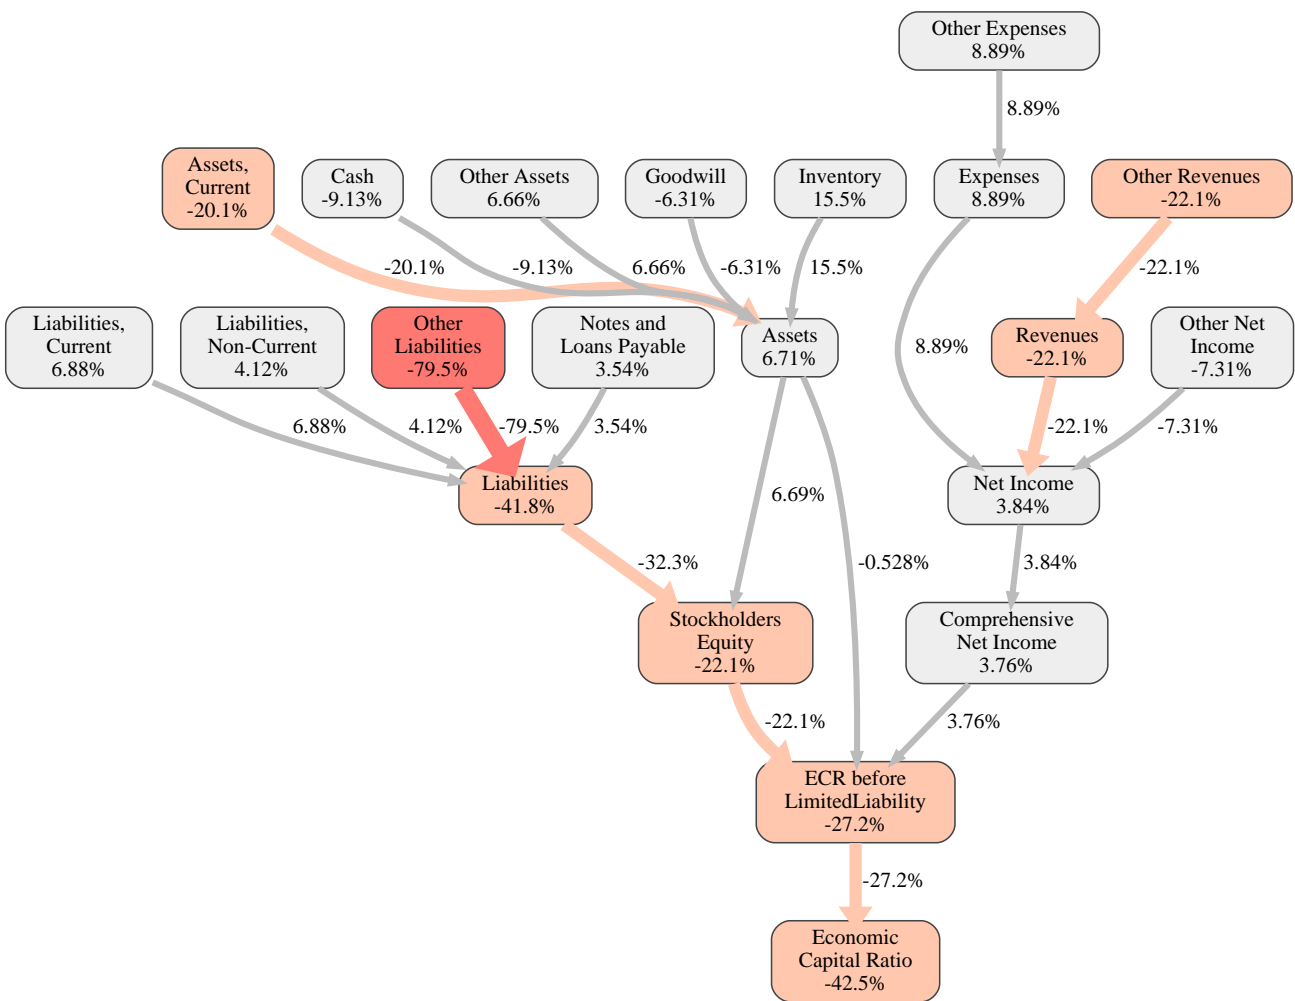 Other Expenses
8.89%
8.89%
Assets,
Current
-20.1%
Cash
-9.13%
Other Assets
6.66%
Goodwill
-6.31%
Inventory
15.5%
Expenses
8.89%
Other Revenues
-22.1%
-20.1%
-9.13%
6.66%
-6.31%
15.5%
-22.1%
Liabilities,
Current
6.88%
Liabilities,
Non-Current
4.12%
Other
Liabilities
-79.5%
Notes and
Loans Payable
3.54%
Assets
6.71%
8.89%
Revenues
-22.1%
Other Net
Income
-7.31%
6.88%
4.12%
-79.5%
3.54%
-22.1%
-7.31%
Liabilities
-41.8%
6.69%
Net Income
3.84%
-32.3%
-0.528%
3.84%
Stockholders
Equity
-22.1%
Comprehensive
Net Income
3.76%
-22.1%
3.76%
ECR before
LimitedLiability
-27.2%
-27.2%
Economic
Capital Ratio
-42.5%